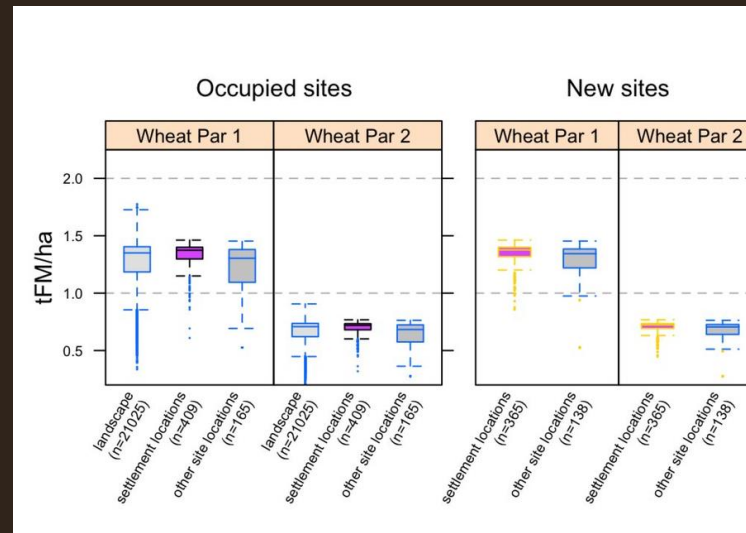 Occupied sites
New sites
Wheat Par 1
Wheat Par 2
Wheat Par 1
Wheat Par 2
tFM/ha
2.0
1.5
1.0
0.5
landscape
(n=21025)
settlement locations
(n=409)
other site locations
(n=165)
landscape
(n=21025)
settlement locations
(n=409)
other site locations
(n=165)
settlement locations
(n=365)
other site locations
(n=138)
settlement locations
(n=365)
other site locations
(n=138)